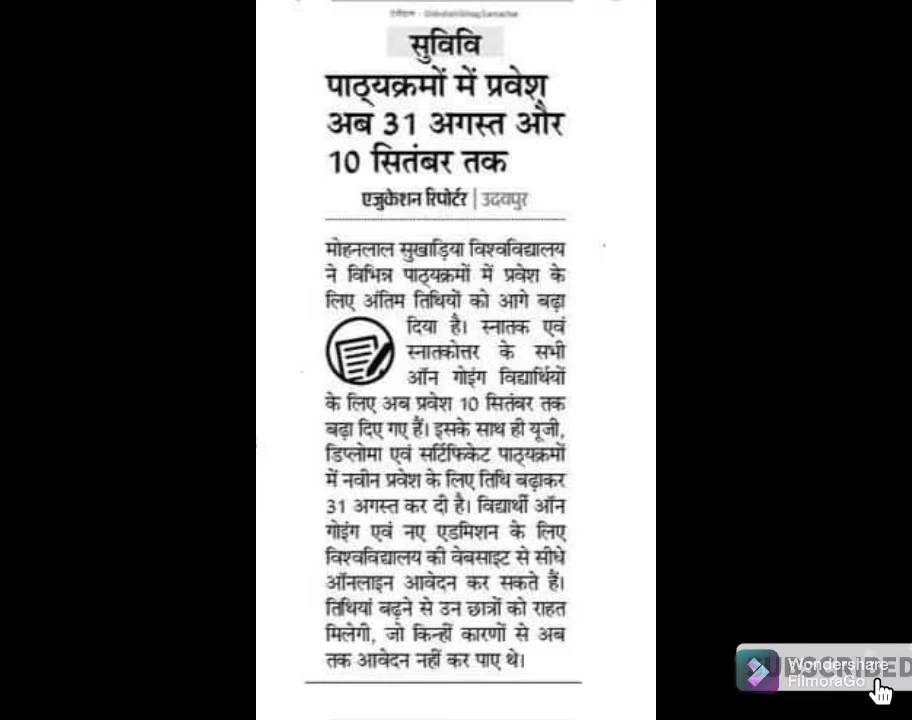 सुविवि
पाठ्यक्रमों में प्रवेश
अब 31 अगस्त और
10 सितंबर तक
एजुकेशन रिपोर्टर | उदयपुर
मोहनलाल सुखाड़िया विश्वविद्यालय
ने विभिन्न पाठ्यक्रमों में प्रवेश के
लिए अंतिम तिथियों को आगे बढ़ा
दिया है। स्नातक एवं
स्नातकोत्तर के सभी
ऑन गोइंग विद्यार्थियों
के लिए अब प्रवेश 10 सितंबर तक
बढ़ा दिए गए हैं। इसके साथ ही यूजी,
डिप्लोमा एवं सर्टिफिकेट पाठ्यक्रमों
में नवीन प्रवेश के लिए तिथि बढ़ाकर
31 अगस्त कर दी है। विद्यार्थी ऑन
गोइंग एवं नए एडमिशन के लिए
विश्वविद्यालय की वेबसाइट से सीधे
ऑनलाइन आवेदन कर सकते हैं।
तिथियां बढ़ने से उन छात्रों को राहत
मिलेगी, जो किन्हीं कारणों से अब
तक आवेदन नहीं कर पाए थे।
SUBSCRIBED
Wondershare
FilmoraGo